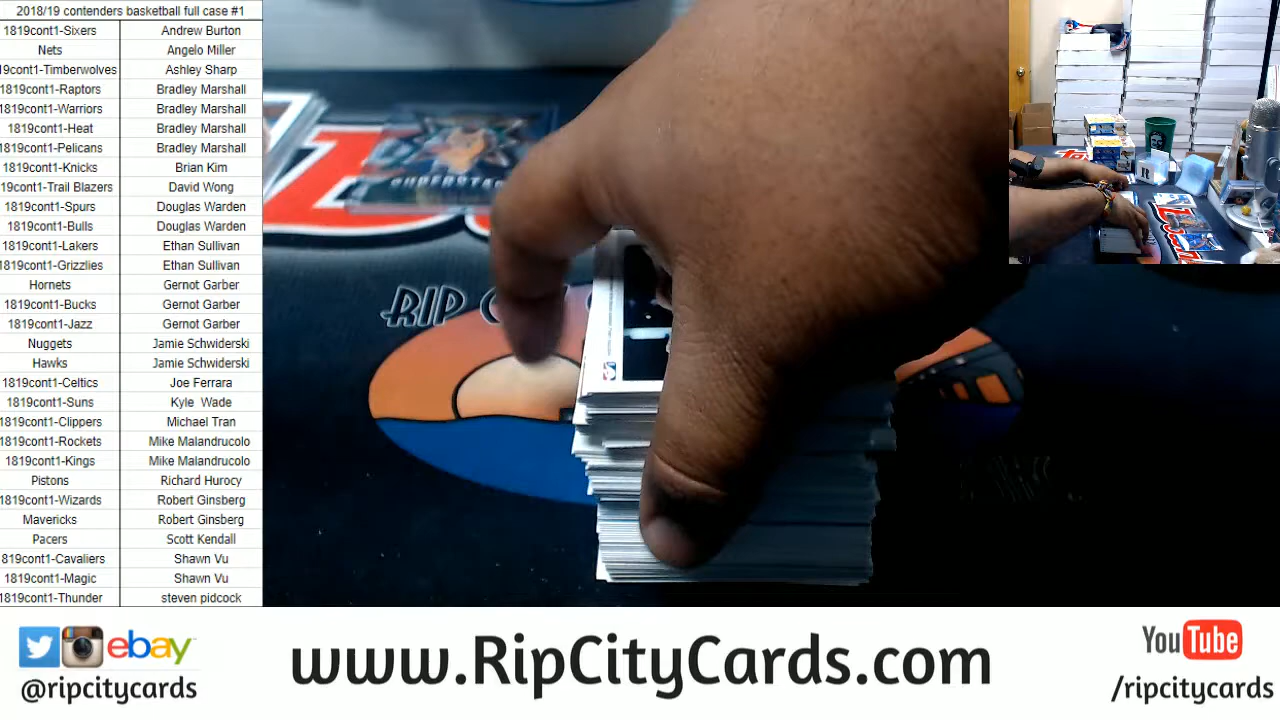 2018/19 contenders basketball full case #1
1819cont1-Sixers Andrew Burton
Nets Angelo Miller
19cont1-Timberwolves Ashley Sharp
1819cont1-Raptors Bradley Marshall
1819cont1-Warriors Bradley Marshall
1819cont1-Heat Bradley Marshall
1819cont1-Pelicans Bradley Marshall
1819cont1-Knicks Brian Kim
19cont1-Trail Blazers David Wong
1819cont1-Spurs Douglas Warden
1819cont1-Bulls Douglas Warden
1819cont1-Lakers Ethan Sullivan
1819cont1-Grizzlies Ethan Sullivan
Hornets Gernot Garber
1819cont1-Bucks Gernot Garber
1819cont1-Jazz Gernot Garber
Nuggets Jamie Schwiderski
Hawks Jamie Schwiderski
1819cont1-Celtics Joe Ferrara
1819cont1-Suns Kyle Wade
1819cont1-Clippers Michael Tran
1819cont1-Rockets Mike Malandrucolo
1819cont1-Kings Mike Malandrucolo
Pistons Richard Hurocy
1819cont1-Wizards Robert Ginsberg
Mavericks Robert Ginsberg
Pacers Scott Kendall
819cont1-Cavaliers Shawn Vu
1819cont1-Magic Shawn Vu
1819cont1-Thunder steven pidcock
SUPERSTAR
RIP
ebay
@ripcitycards
www.RipCityCards.com
YouTube
/ripcitycards